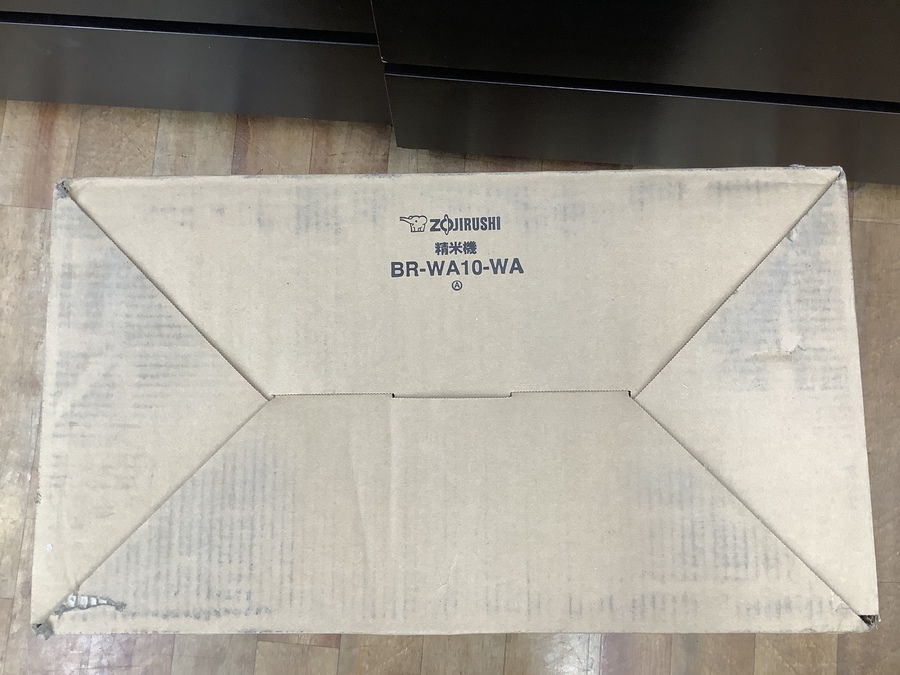 ZOJIRUSHI
精米機
BR-WA10-WA
Ⓐ